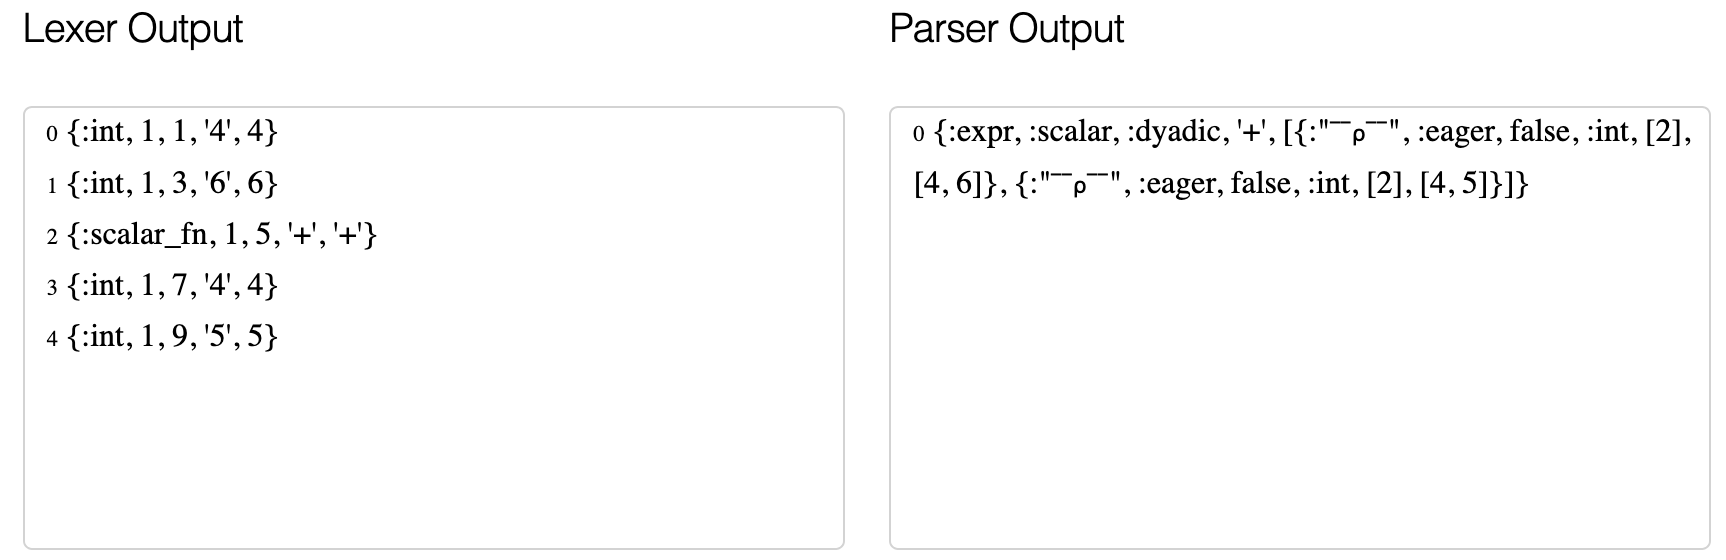 Lexer Output
0 {:int, 1, 1, '4', 4}
1 {:int, 1, 3, '6', 6}
2 {:scalar_fn, 1, 5, '+', '+'}
3 {:int, 1, 7, '4', 4}
4 {:int, 1, 9, '5', 5}
Parser Output
0 {:expr, :scalar, :dyadic, '+', [{:"¯¯⍴¯¯", :eager, false, :int, [2],
[4, 6]}, {:"¯¯⍴¯¯", :eager, false, :int, [2], [4, 5]}]}